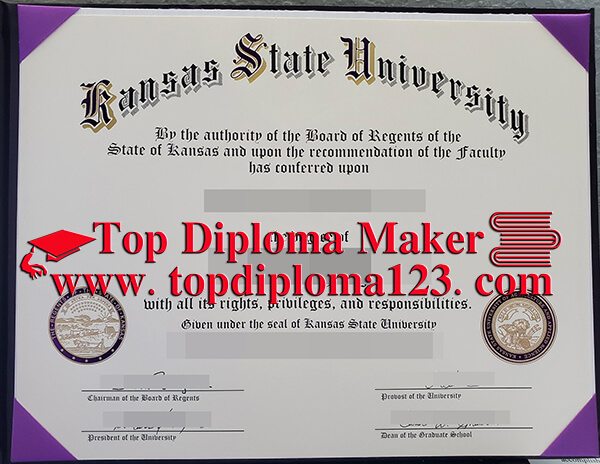 Kansas State University
By the authority of the Board of Regents of the
State of Kansas and upon the recommendation of the Faculty
has conferred upon
Top Diploma Maker
www. topdiploma123. com
with all its rights, privileges, and responsibilities.
Given under the seal of Kansas State University
Chairman of the Board of Regents
Provost of the University
President of the University
Dean of the Graduate School